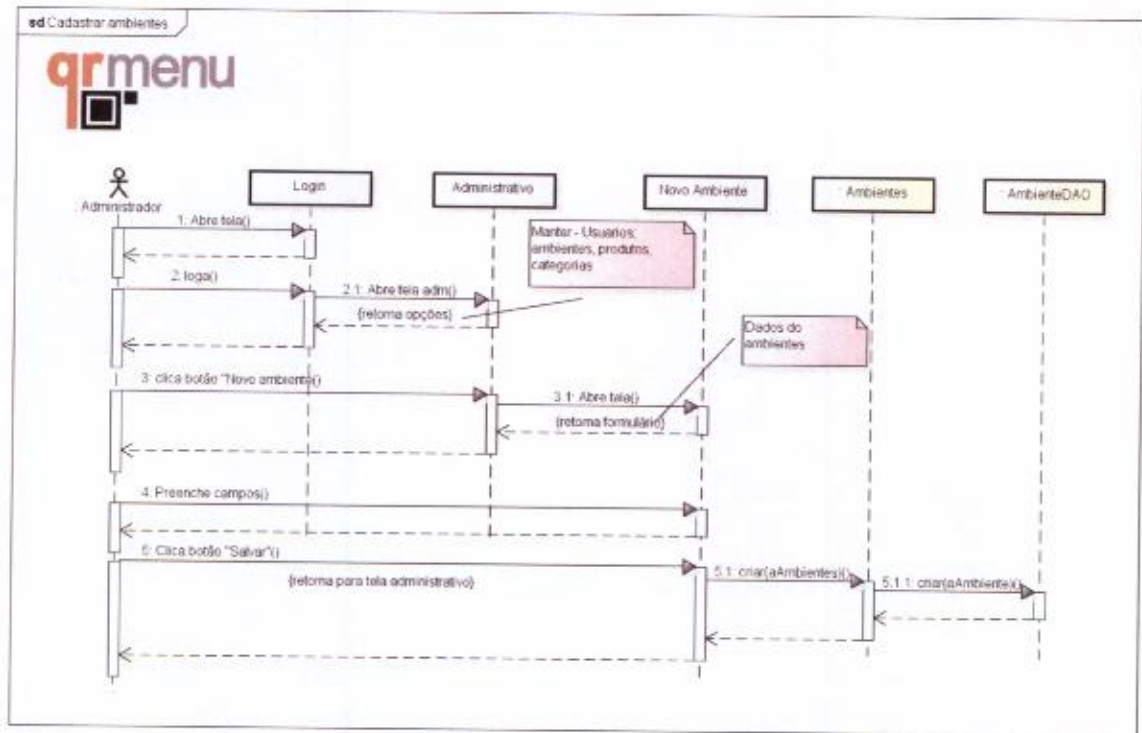 sd Cadastrar ambientes
qrmenu
: Administrador
Login
Administrativo
Novo Ambiente
: Ambientes
: AmbienteDAO
1: Abre tela()
Manter - Usuarios,
ambientes, produtos,
categorias
2: loga()
2.1: Abre tela adm()
{retorna opções}
Dados do
ambientes
3: clica botão "Novo ambiente()
3.1: Abre tela()
{retorna formulário}
4: Preenche campos()
5: Clica botão "Salvar"()
{retorna para tela administrativo}
5.1: criar(aAmbientes)()
5.1.1: criar(aAmbiente)()